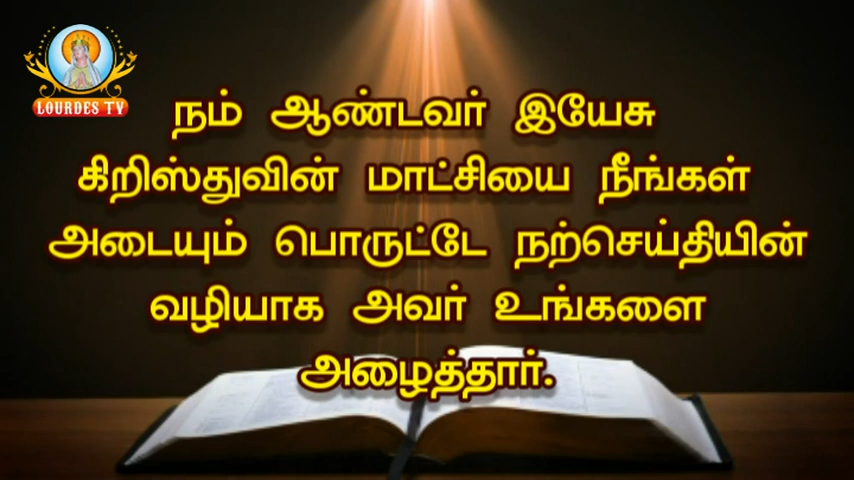 LOURDES TV
நம் ஆண்டவர் இயேசு
கிறிஸ்துவின் மாட்சியை நீங்கள்
அடையும் பொருட்டே நற்செய்தியின்
வழியாக அவர் உங்களை
அழைத்தார்.